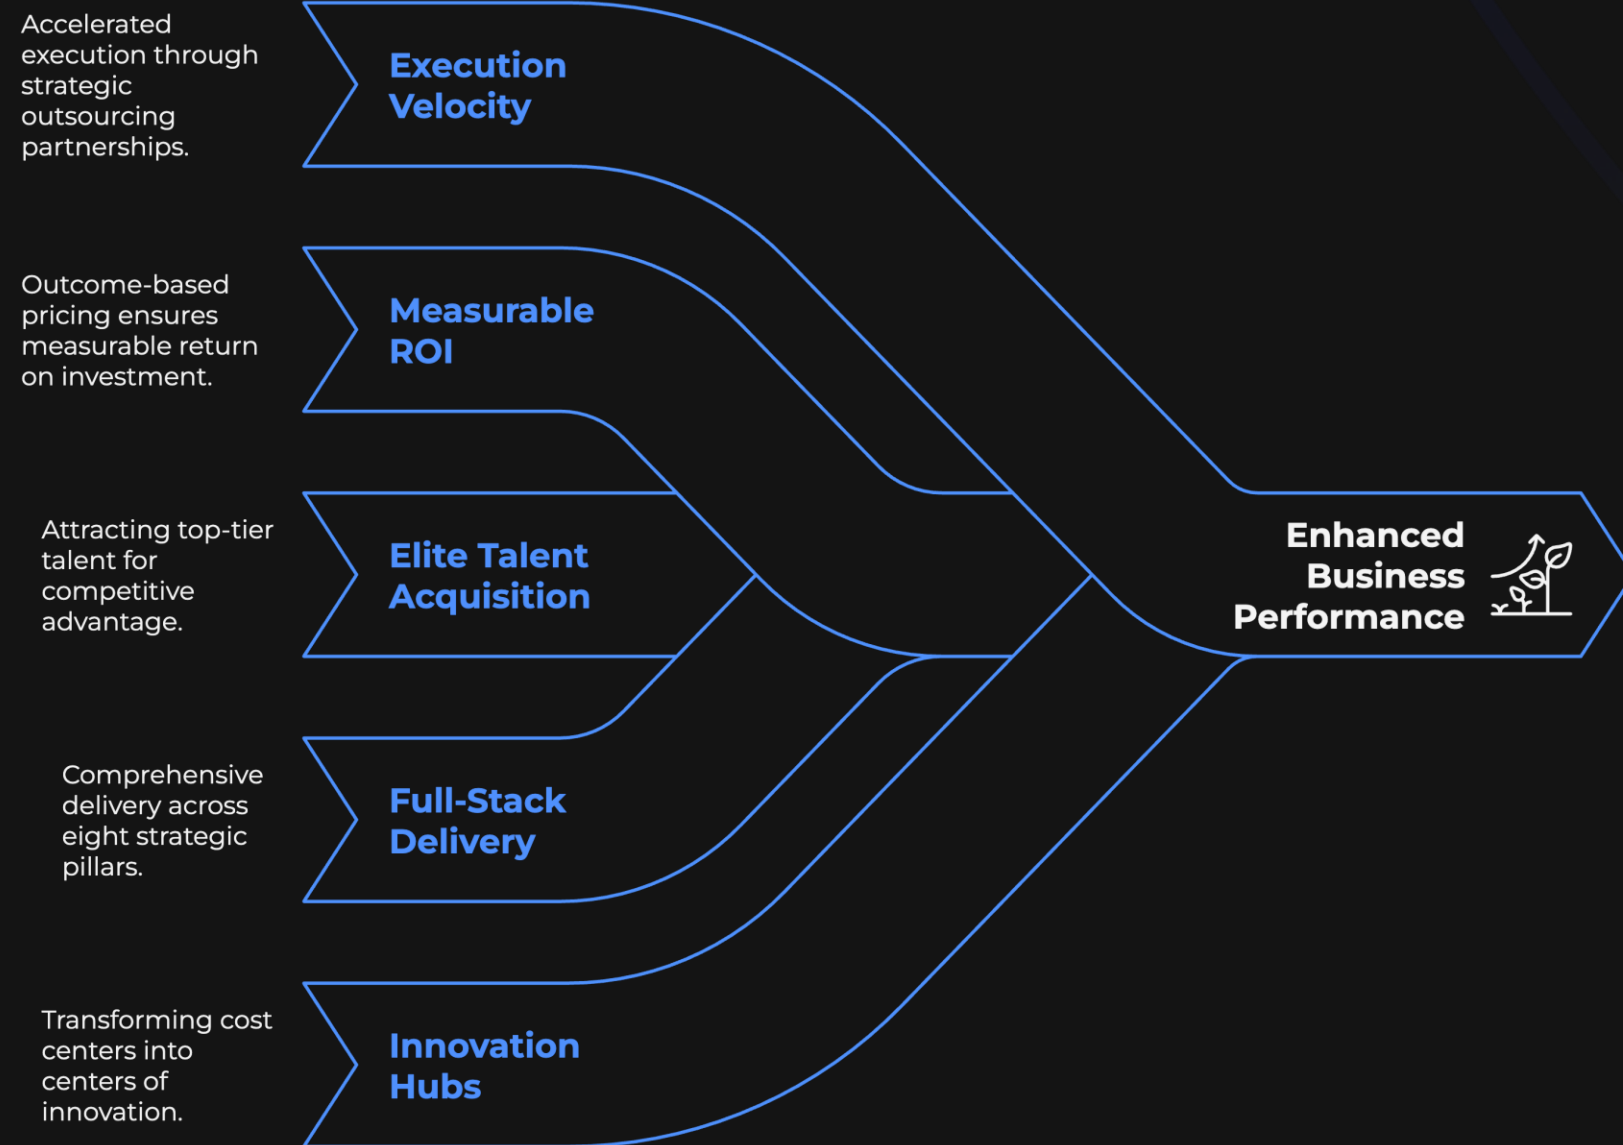 Accelerated
execution through
strategic
outsourcing
partnerships.
Execution
Velocity
Outcome-based
pricing ensures
measurable return
on investment.
Measurable
ROI
Attracting top-tier
talent for
competitive
advantage.
Elite Talent
Acquisition
Enhanced
Business
Performance
Comprehensive
delivery across
eight strategic
pillars.
Full-Stack
Delivery
Transforming cost
centers into
centers of
innovation.
Innovation
Hubs